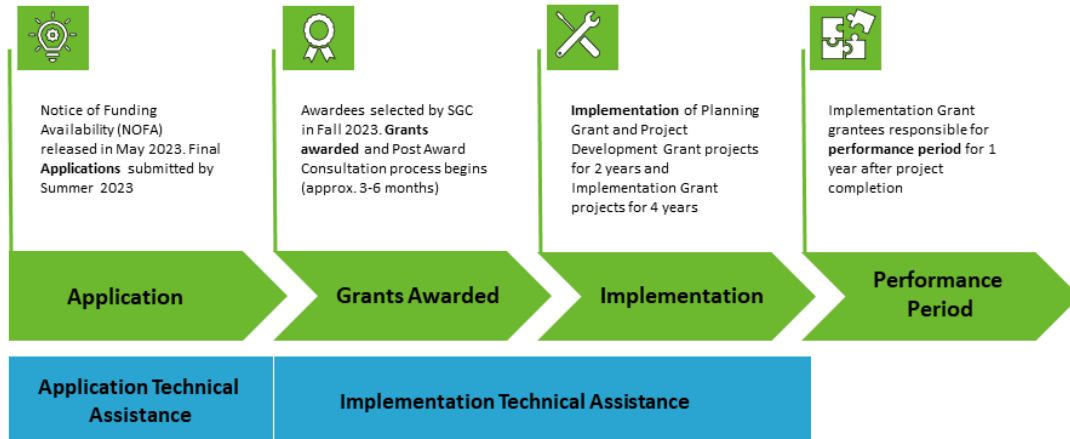 Notice of Funding
Availability (NOFA)
released in May 2023. Final
Applications submitted by
Summer 2023
Awardees selected by SGC
in Fall 2023. Grants
awarded and Post Award
Consultation process begins
(approx. 3-6 months)
Implementation of Planning
Grant and Project
Development Grant projects
for 2 years and
Implementation Grant
projects for 4 years
Implementation Grant
grantees responsible for
performance period for 1
year after project
completion
Application
Grants Awarded
Implementation
Performance
Period
Application Technical
Assistance
Implementation Technical Assistance